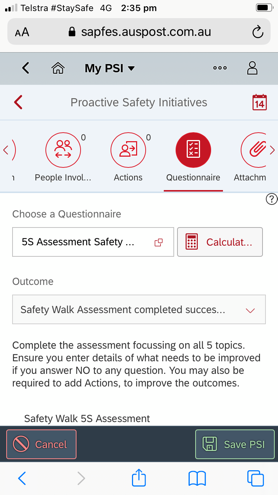 Telstra #StaySafe 4G 2:35 pm
AA sapfes.auspost.com.au
My PSI
Proactive Safety Initiatives
14
n
0
People Invol...
0
Actions
Questionnaire
Attachm
?
Choose a Questionnaire
5S Assessment Safety ...
Calculat...
Outcome
Safety Walk Assessment completed succes...
Complete the assessment focussing on all 5 topics.
Ensure you enter details of what needs to be improved
if you answer NO to any question. You may also be
required to add Actions, to improve the outcomes.
Safety Walk 5S Assessment
Cancel
Save PSI